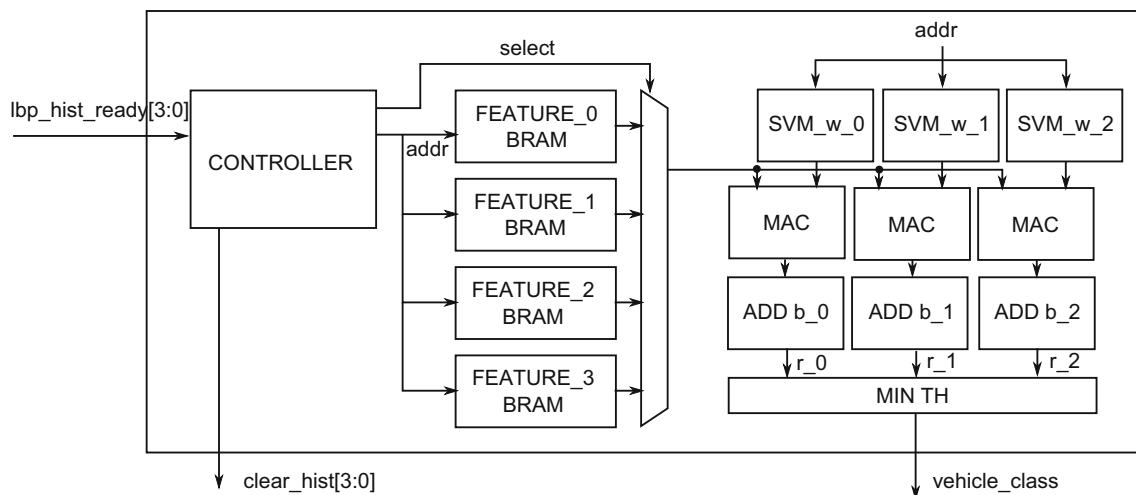 select
addr
lbp_hist_ready[3:0]
CONTROLLER
addr
FEATURE_0
BRAM
FEATURE_1
BRAM
FEATURE_2
BRAM
FEATURE_3
BRAM
SVM_w_0
SVM_w_1
SVM_w_2
MAC
MAC
MAC
ADD b_0
ADD b_1
ADD b_2
r_0
r_1
r_2
MIN TH
clear_hist[3:0]
vehicle_class